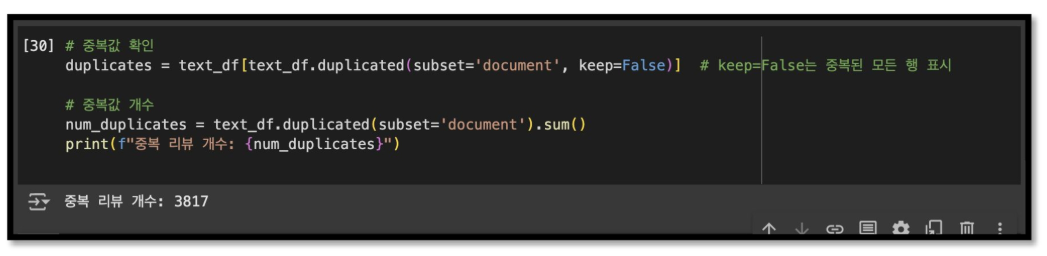 [30] # 중복값 확인
duplicates = text_df[text_df.duplicated(subset='document', keep=False)]  # keep=False는 중복된 모든 행 표시
# 중복값 개수
num_duplicates = text_df.duplicated(subset='document').sum()
print(f"중복 리뷰 개수: {num_duplicates}")
중복 리뷰 개수: 3817